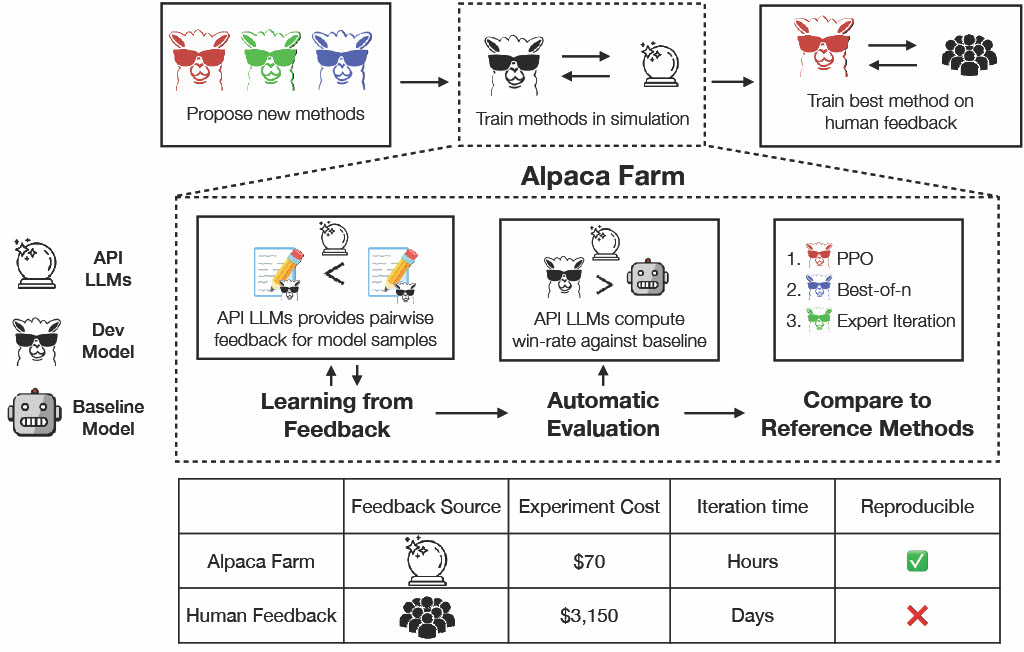 Propose new methods
Train methods in simulation
Train best method on
human feedback
Alpaca Farm
API
LLMs
Dev
Model
Baseline
Model
<
API LLMs provides pairwise
feedback for model samples
>
API LLMs compute
win-rate against baseline
1. PPO
2. Best-of-n
3. Expert Iteration
Learning from
Feedback
Automatic
Evaluation
Compare to
Reference Methods
Feedback Source Experiment Cost Iteration time Reproducible
Alpaca Farm $70 Hours
Human Feedback $3,150 Days